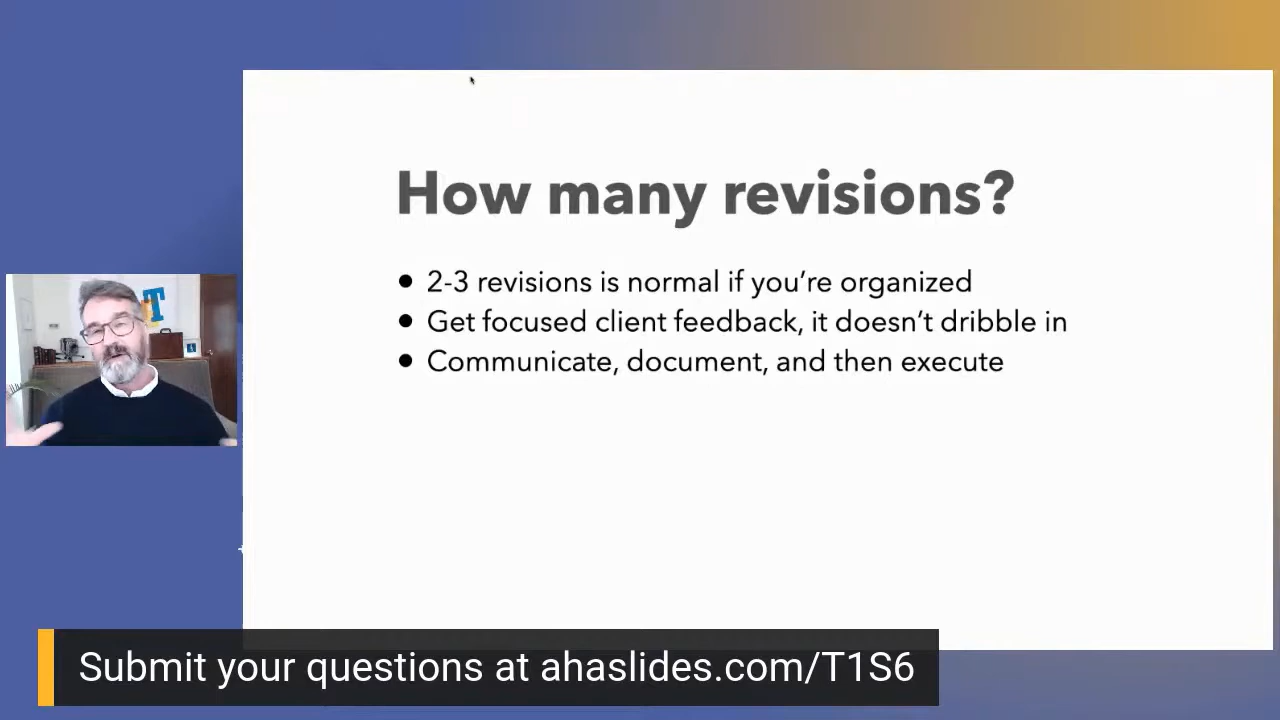 How many revisions?
2-3 revisions is normal if you're organized
Get focused client feedback, it doesn't dribble in
Communicate, document, and then execute
T
Submit your questions at ahaslides.com/T1S6